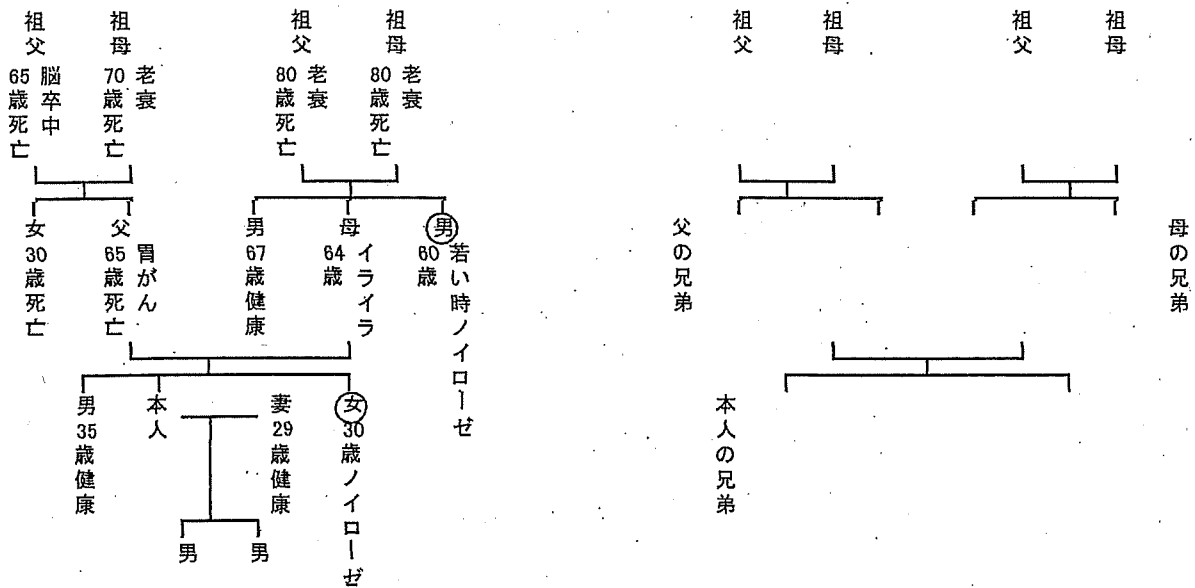 祖父
脳卒中
65歳死亡
祖母
老衰
70歳死亡
祖父
老衰
80歳死亡
祖母
老衰
80歳死亡
女
30歳死亡
父
胃がん
65歳死亡
男
67歳健康
母
イライラ
64歳
男
若い時ノイローゼ
60歳
男
35歳健康
本人
妻
29歳健康
女
30歳ノイローゼ
男
男
祖父
祖母
祖父
祖母
父の兄弟
母の兄弟
本人の兄弟